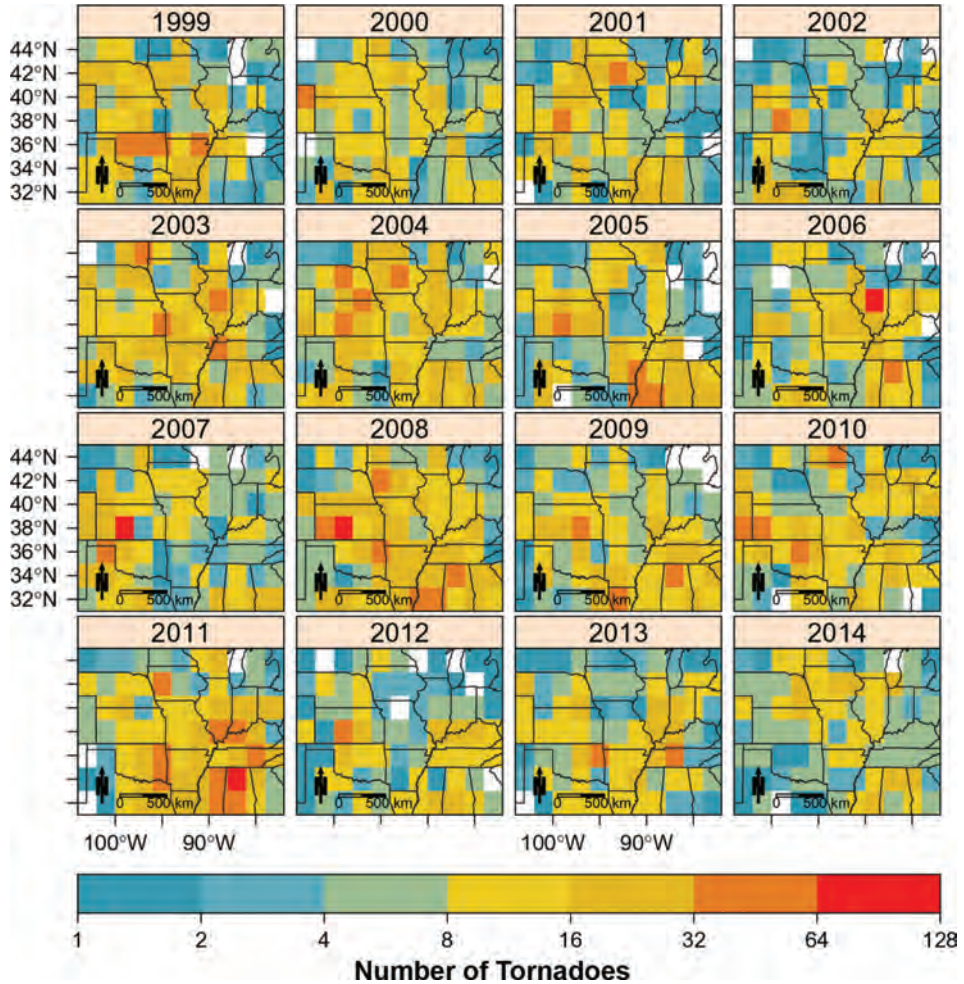 1999 2000 2001 2002
44°N
42°N
40°N
38°N
36°N
34°N
32°N
N N N N
0 500 km 0 500 km 0 500 km 0 500 km
2003 2004 2005 2006
N N N N
0 500 km 0 500 km 0 500 km 0 500 km
2007 2008 2009 2010
44°N
42°N
40°N
38°N
36°N
34°N
32°N
N N N N
0 500 km 0 500 km 0 500 km 0 500 km
2011 2012 2013 2014
N N N N
0 500 km 0 500 km 0 500 km 0 500 km
100°W 90°W 100°W 90°W
1 2 4 8 16 32 64 128
Number of Tornadoes